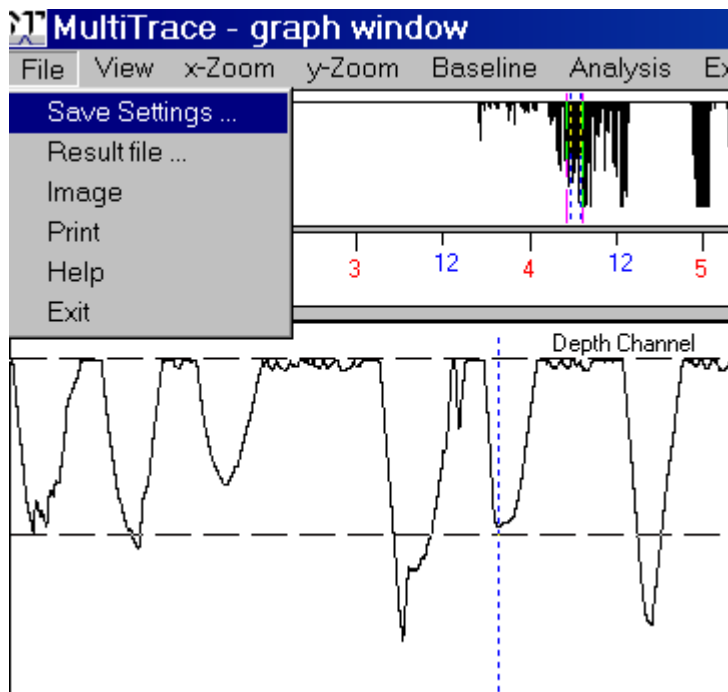 MultiTrace - graph window
File View x-Zoom y-Zoom Baseline Analysis Ex
Save Settings ...
Result file ...
Image
Print
Help
Exit
3 12 4 12 5
Depth Channel